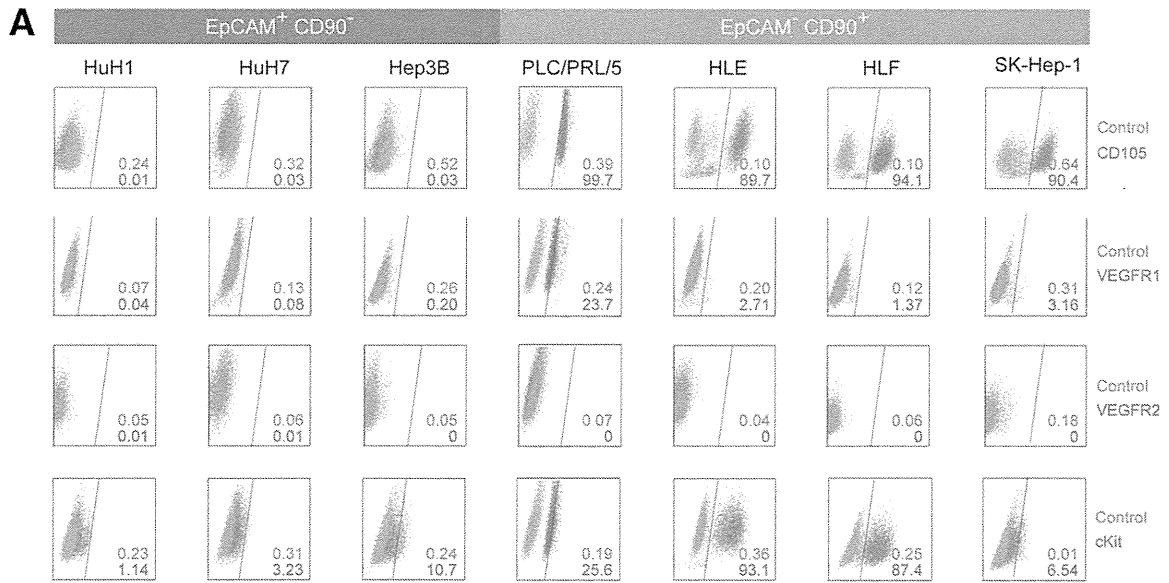 A
EpCAM+ CD90-
EpCAM- CD90+
HuH1 HuH7 Hep3B PLC/PRL/5 HLE HLF SK-Hep-1
0.24 0.32 0.52 0.39 0.10 0.10 0.64 Control
0.01 0.03 0.03 99.7 89.7 94.1 90.4 CD105
0.07 0.13 0.26 0.24 0.20 0.12 0.31 Control
0.04 0.08 0.20 23.7 2.71 1.37 3.16 VEGFR1
0.05 0.06 0.05 0 07 0.04 0.06 0.18 Control
0.01 0.01 0 0 0 0 0 VEGFR2
0.23 0.31 0.24 0.19 0.36 0.25 0.01 Control
1.14 3.23 10.7 25.6 93.1 87.4 6.54 cKit